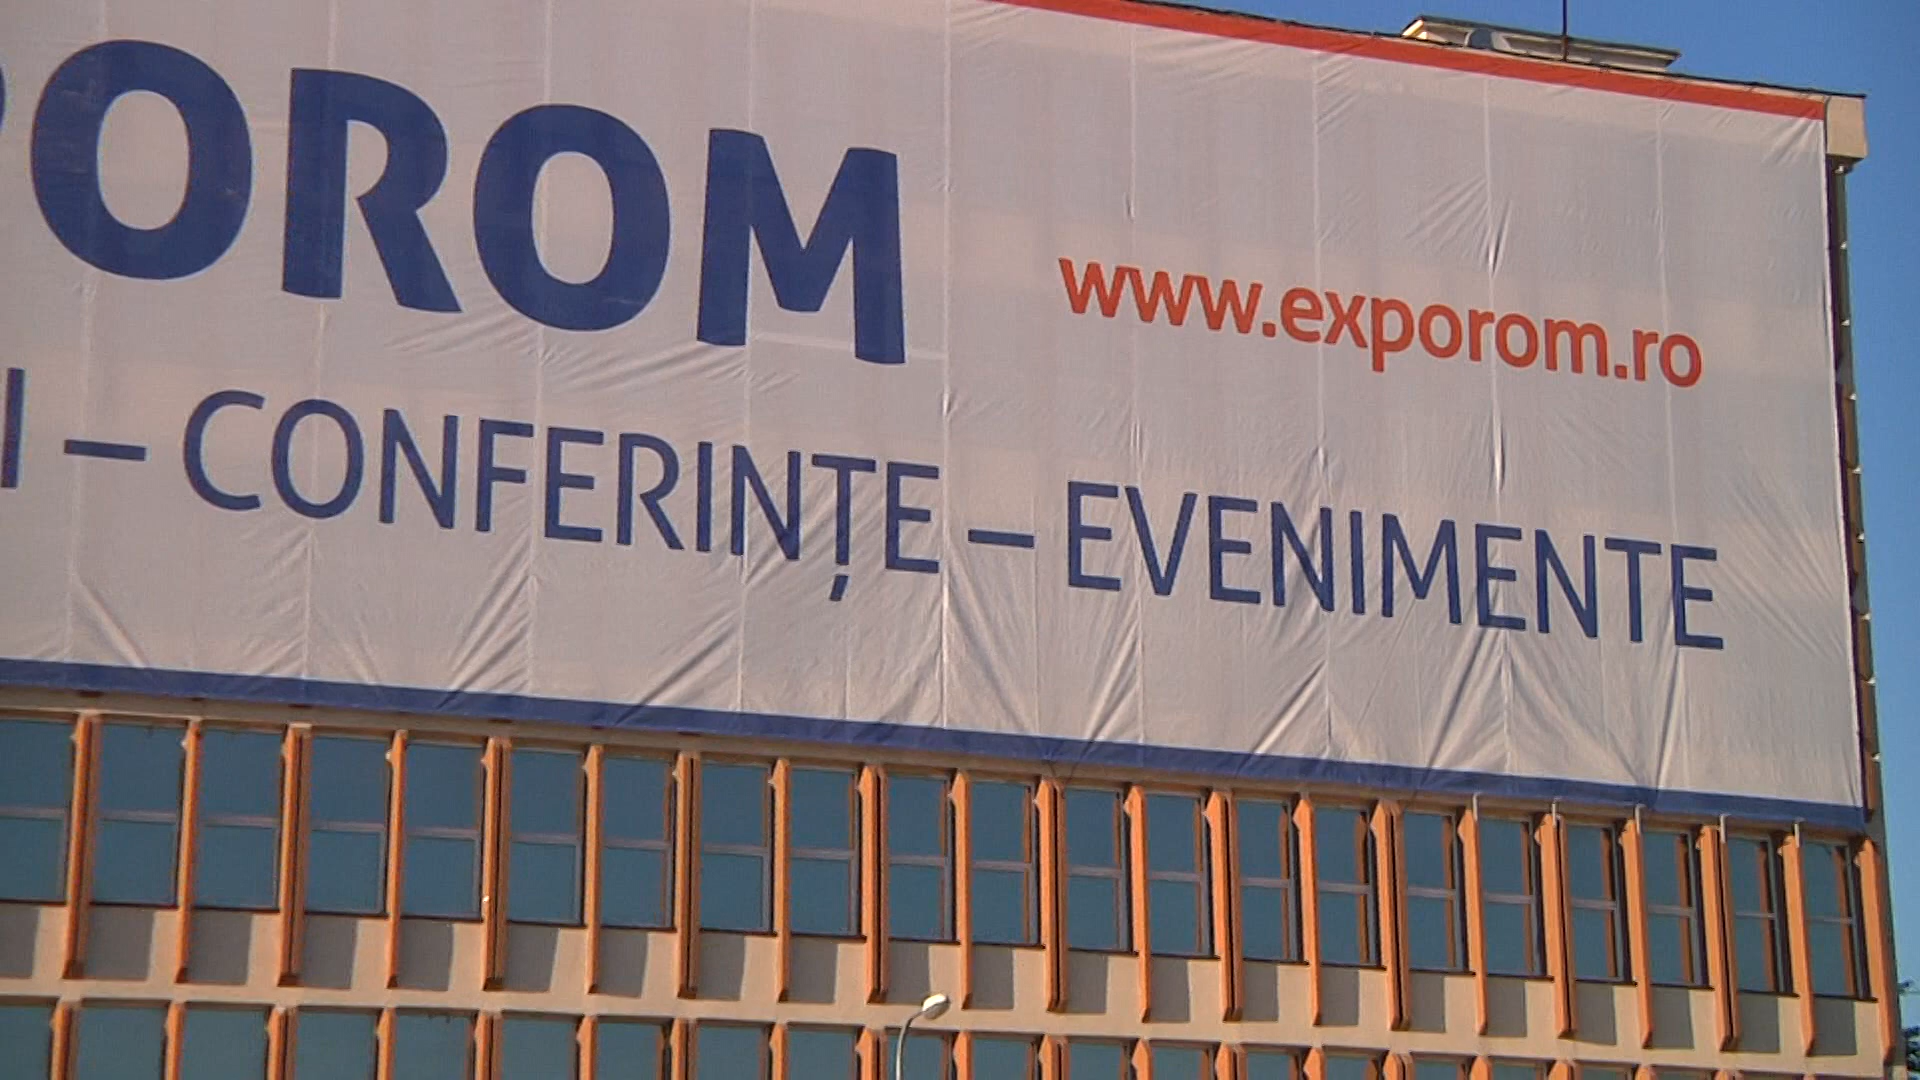 POROM
www.exporom.ro
I – CONFERINȚE – EVENIMENTE